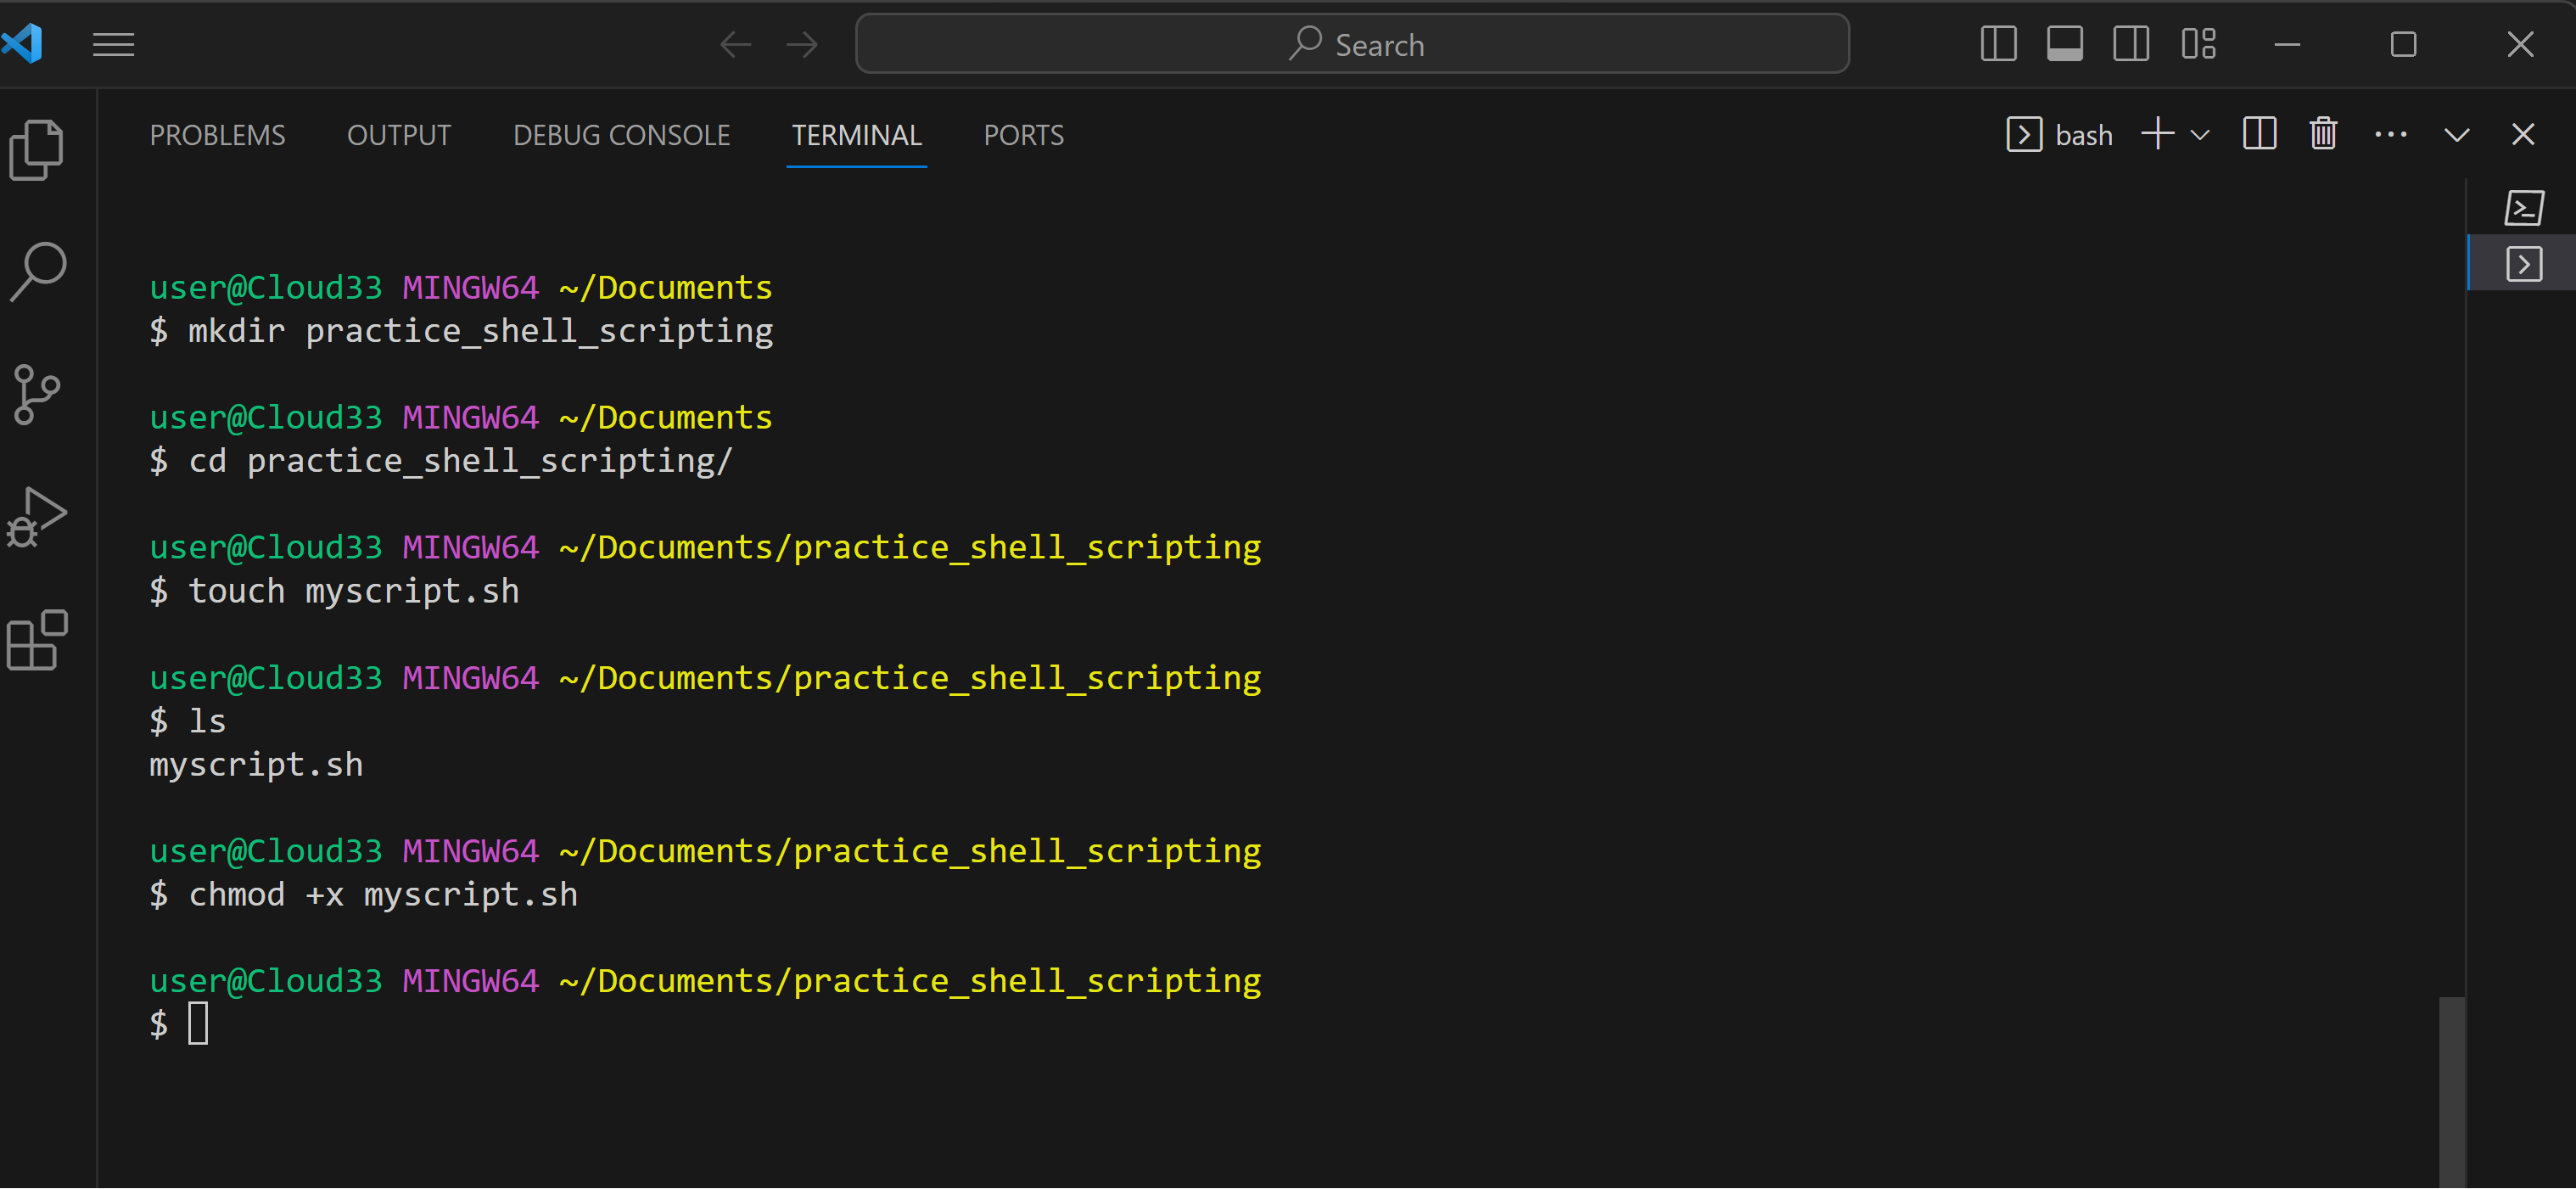 Search
PROBLEMS OUTPUT DEBUG CONSOLE TERMINAL PORTS bash
user@Cloud33 MINGW64 ~/Documents
$ mkdir practice_shell_scripting
user@Cloud33 MINGW64 ~/Documents
$ cd practice_shell_scripting/
user@Cloud33 MINGW64 ~/Documents/practice_shell_scripting
$ touch myscript.sh
user@Cloud33 MINGW64 ~/Documents/practice_shell_scripting
$ ls
myscript.sh
user@Cloud33 MINGW64 ~/Documents/practice_shell_scripting
$ chmod +x myscript.sh
user@Cloud33 MINGW64 ~/Documents/practice_shell_scripting
$